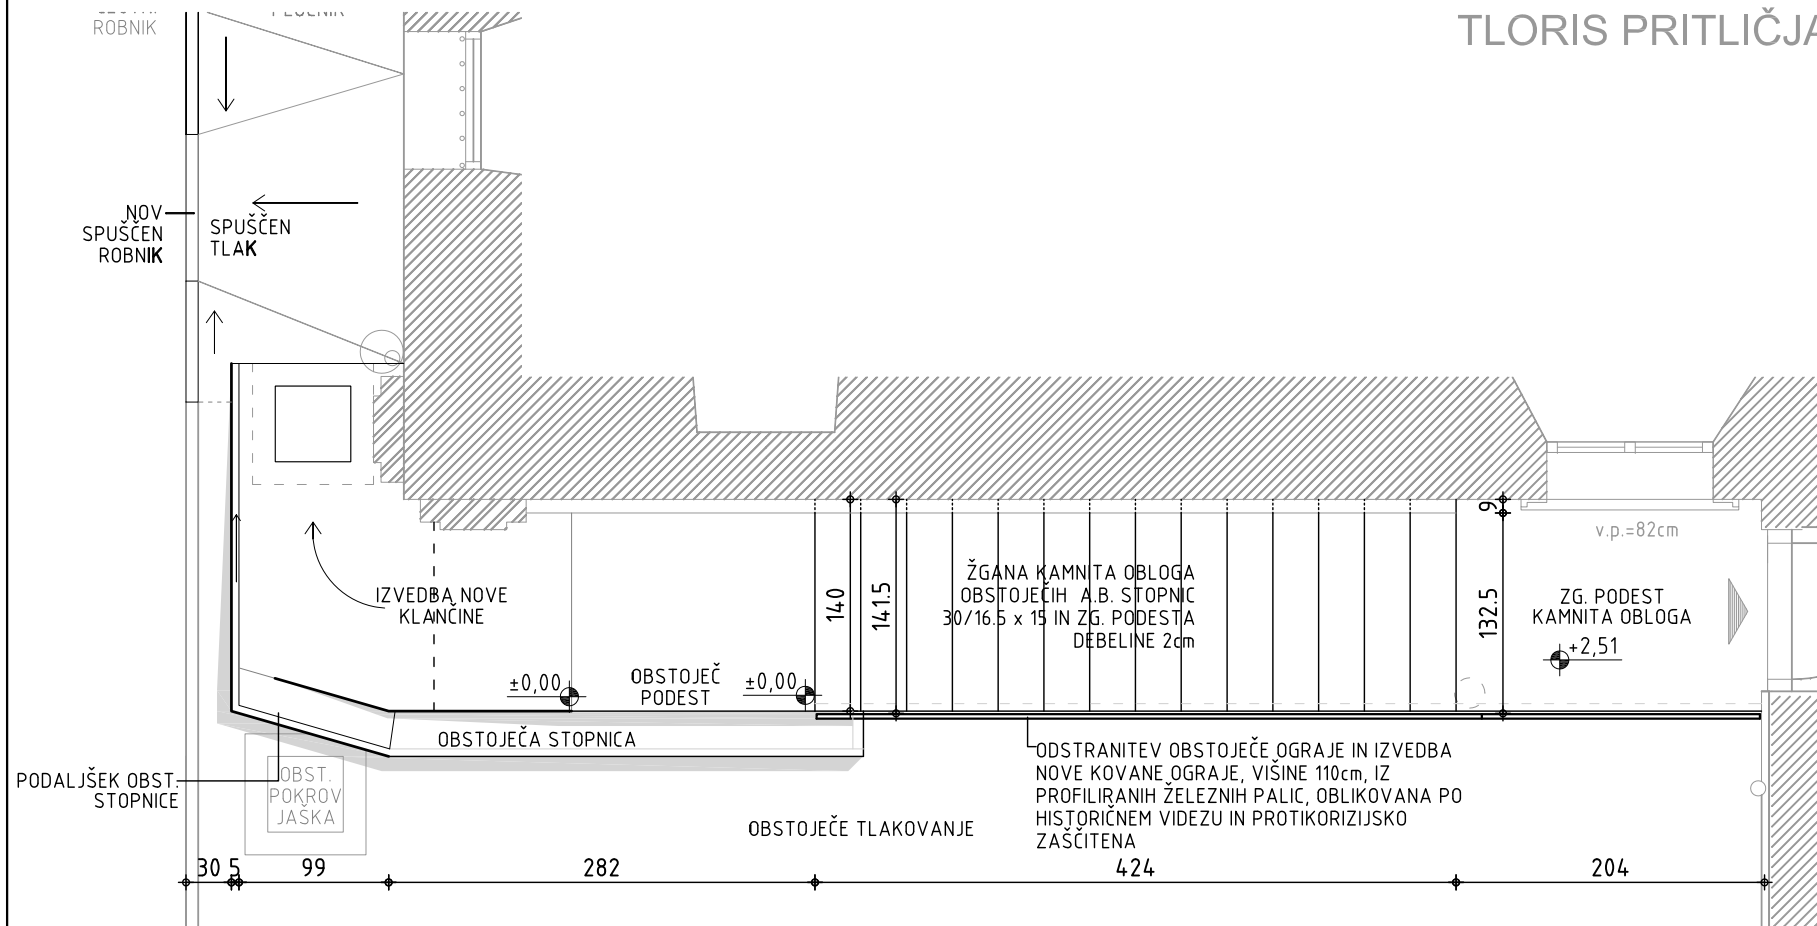 TLORIS PRITLIČJA
ROBNIK
NOV
SPUŠČEN
ROBNIK
SPUŠČEN
TLAK
IZVEDBA NOVE
KLANČINE
±0,00
OBSTOJEČ
PODEST
±0,00
140
141.5
ŽGANA KAMNITA OBLOGA
OBSTOJEČIH A.B. STOPNIC
30/16.5 x 15 IN ZG. PODESTA
DEBELINE 2cm
9
132.5
v.p.=82cm
ZG. PODEST
KAMNITA OBLOGA
+2,51
OBSTOJEČA STOPNICA
PODALJŠEK OBST.
STOPNICE
OBST.
POKROV
JAŠKA
OBSTOJEČE TLAKOVANJE
ODSTRANITEV OBSTOJEČE OGRAJE IN IZVEDBA
NOVE KOVANE OGRAJE, VIŠINE 110cm, IZ
PROFILIRANIH ŽELEZNIH PALIC, OBLIKOVANA PO
HISTORIČNEM VIDEZU IN PROTIKORIZIJSKO
ZAŠČITENA
30 5 99 282 424 204